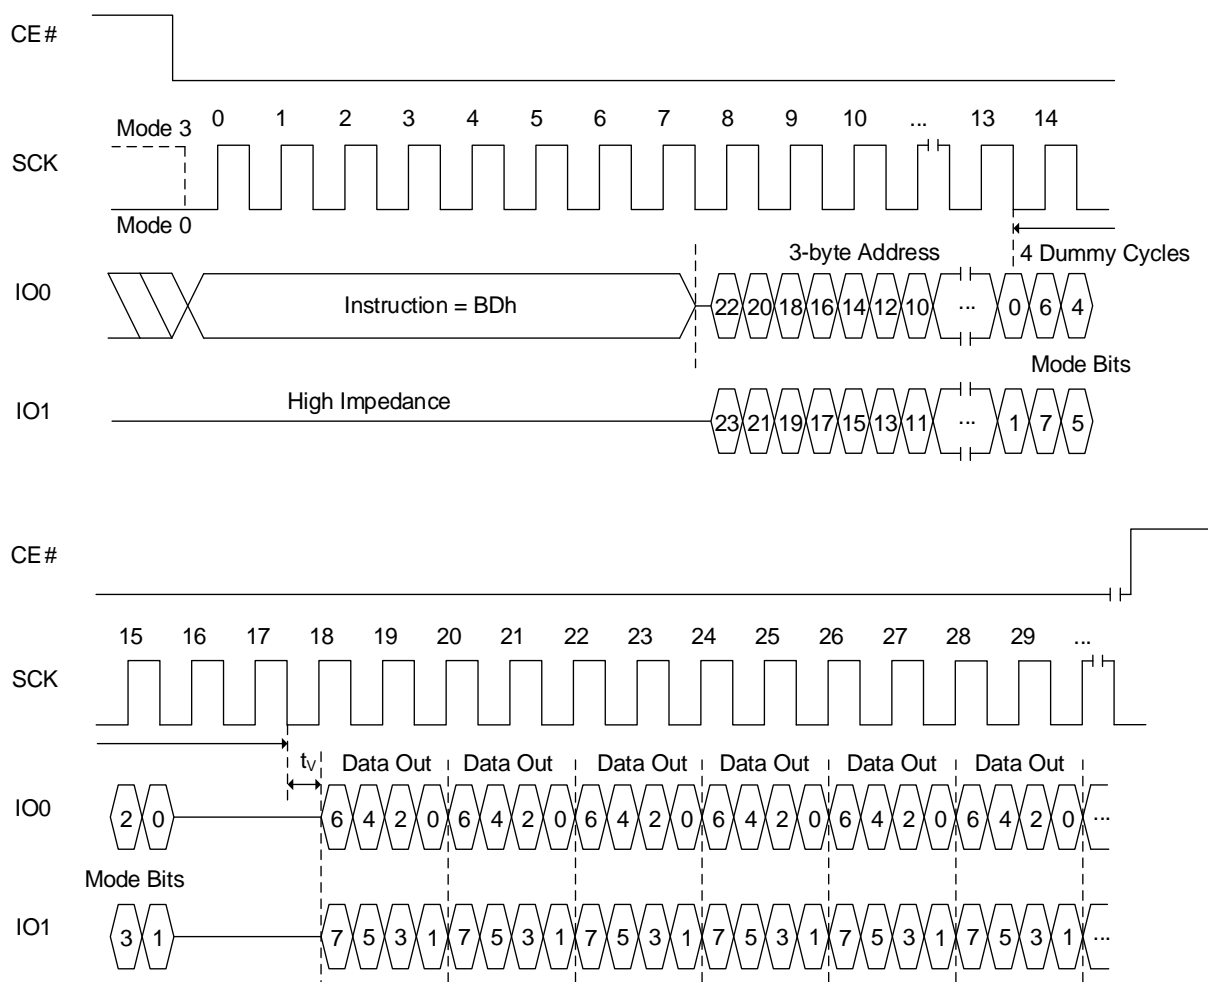 CE#
0 1 2 3 4 5 6 7 8 9 10 ... 13 14
Mode 3
SCK
Mode 0
3-byte Address 4 Dummy Cycles
IO0 Instruction = BDh 22 20 18 16 14 12 10 ... 0 6 4
Mode Bits
High Impedance
IO1 23 21 19 17 15 13 11 ... 1 7 5
CE#
15 16 17 18 19 20 21 22 23 24 25 26 27 28 29 ...
SCK
tV Data Out Data Out Data Out Data Out Data Out Data Out
IO0 2 0 6 4 2 0 6 4 2 0 6 4 2 0 6 4 2 0 6 4 2 0 6 4 2 0 ...
Mode Bits
IO1 3 1 7 5 3 1 7 5 3 1 7 5 3 1 7 5 3 1 7 5 3 1 7 5 3 1 ...